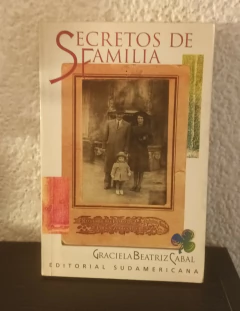 SECRETOS DE
FAMILIA
GRACIELA BEATRIZ CABAL
EDITORIAL SUDAMERICANA